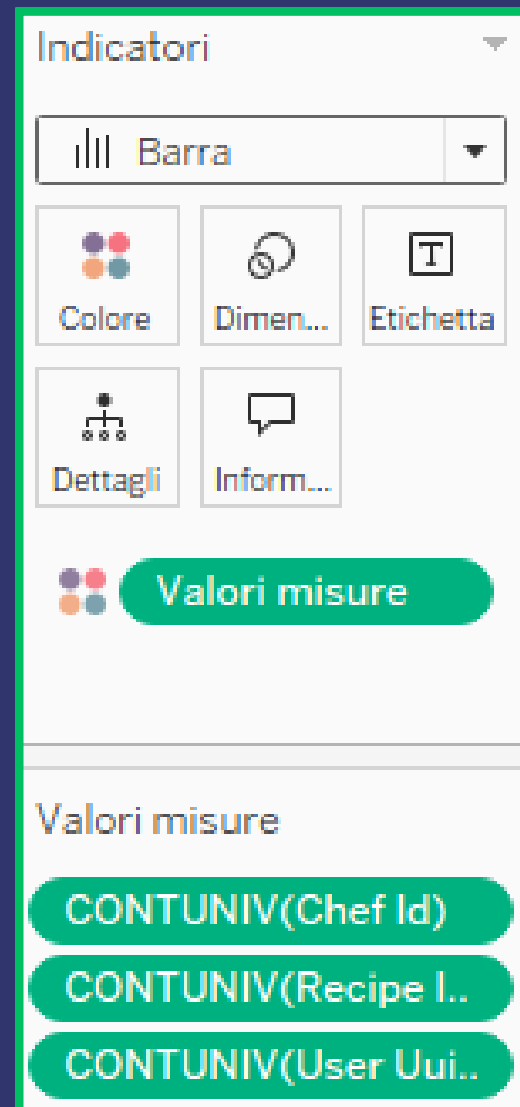 Indicatori
Barra
Colore Dimen... Etichetta
Dettagli Inform...
Valori misure
Valori misure
CONTUNIV(Chef Id)
CONTUNIV(Recipe I..
CONTUNIV(User Uui..